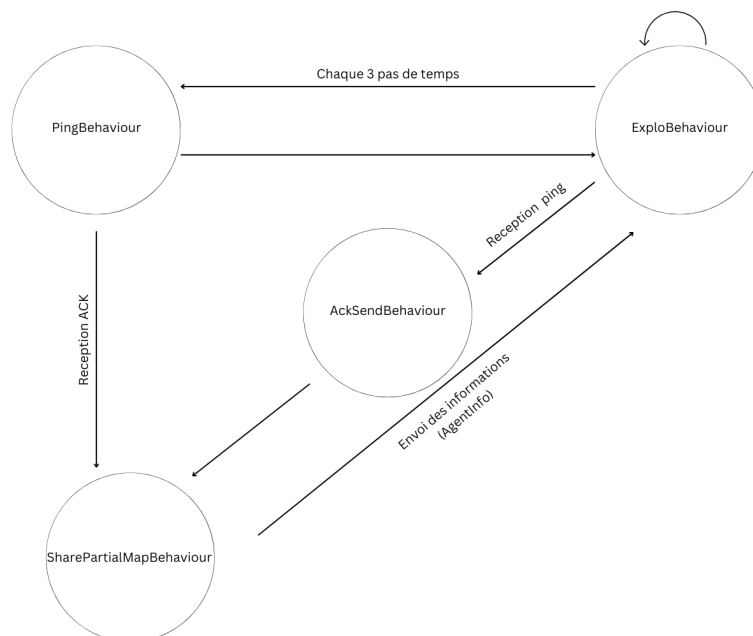 Chaque 3 pas de temps
PingBehaviour
ExploBehaviour
Reception ping
Reception ACK
AckSendBehaviour
Envoi des informations
(AgentInfo)
SharePartialMapBehaviour